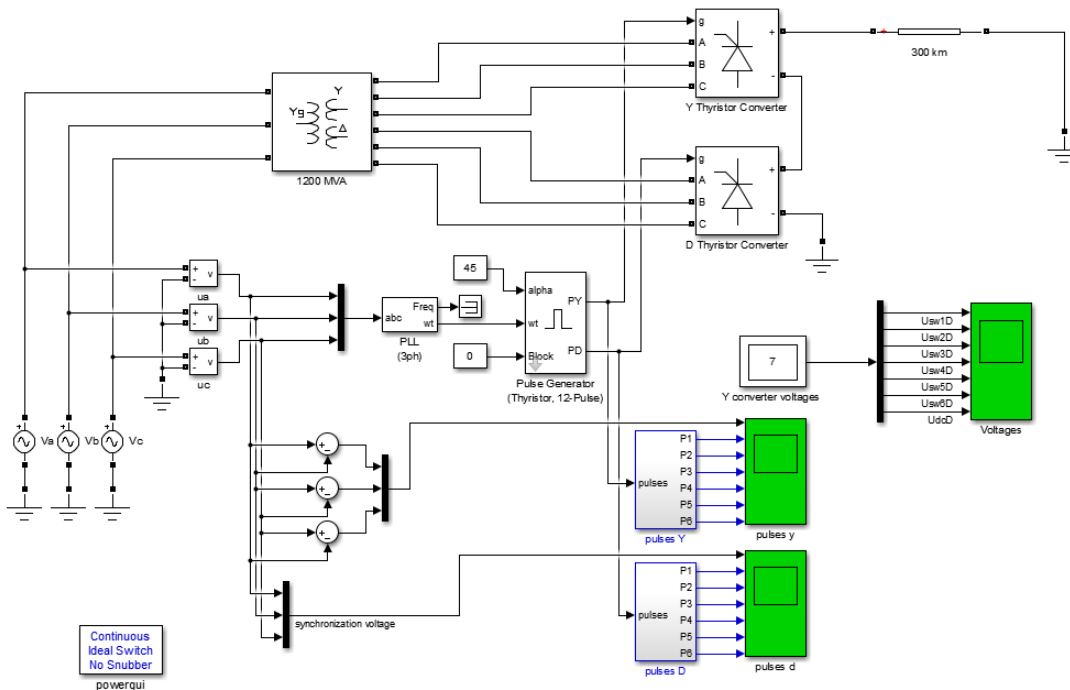 g
A
B
C
+
-
Y Thyristor Converter
+
300 km
Yg
Y
Δ
1200 MVA
g
A
B
C
+
-
D Thyristor Converter
+
-
v
ua
+
-
v
ub
+
-
v
uc
abc
Freq
wt
PLL
(3ph)
45
0
alpha
wt
Block
PY
PD
Pulse Generator
(Thyristor, 12-Pulse)
7
Y converter voltages
Usw1D
Usw2D
Usw3D
Usw4D
Usw5D
Usw6D
UdcD
Voltages
+
Va
+
Vb
+
Vc
+
-
+
-
+
-
pulses
P1
P2
P3
P4
P5
P6
pulses Y
pulses y
synchronization voltage
pulses
P1
P2
P3
P4
P5
P6
pulses D
pulses d
Continuous
Ideal Switch
No Snubber
powergui